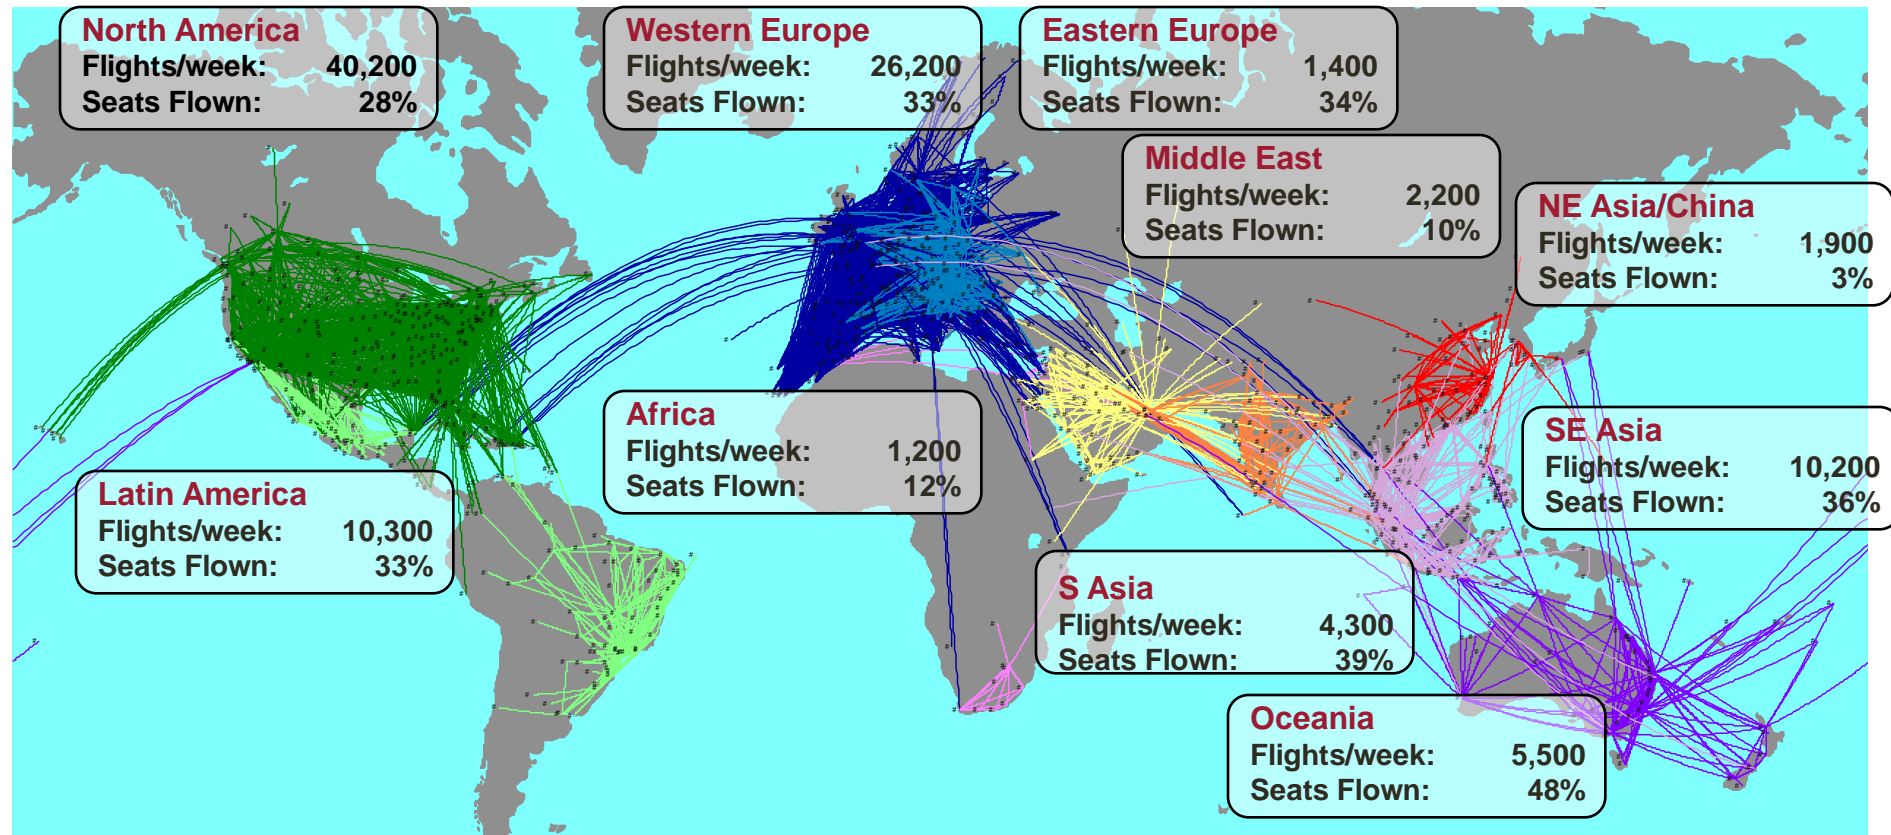 North America
Flights/week: 40,200
Seats Flown: 28%
Western Europe
Flights/week: 26,200
Seats Flown: 33%
Eastern Europe
Flights/week: 1,400
Seats Flown: 34%
Middle East
Flights/week: 2,200
Seats Flown: 10%
NE Asia/China
Flights/week: 1,900
Seats Flown: 3%
Africa
Flights/week: 1,200
Seats Flown: 12%
SE Asia
Flights/week: 10,200
Seats Flown: 36%
Latin America
Flights/week: 10,300
Seats Flown: 33%
S Asia
Flights/week: 4,300
Seats Flown: 39%
Oceania
Flights/week: 5,500
Seats Flown: 48%